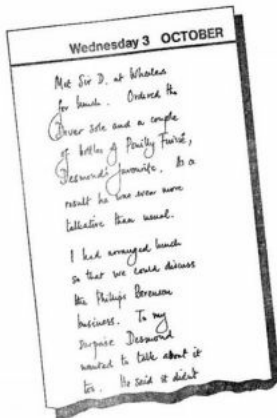 Wednesday 3 OCTOBER
Met Sir D. at Wheelers
for lunch. Ordered the
Dover sole and a couple
of bottles of Pouilly Fuissé,
Desmond's favourite. As a
result he was even more
talkative than usual.
I had arranged lunch
so that we could discuss
the Phillips Berenson
business. To my
surprise Desmond
wanted to talk about it
too. He said it didn't